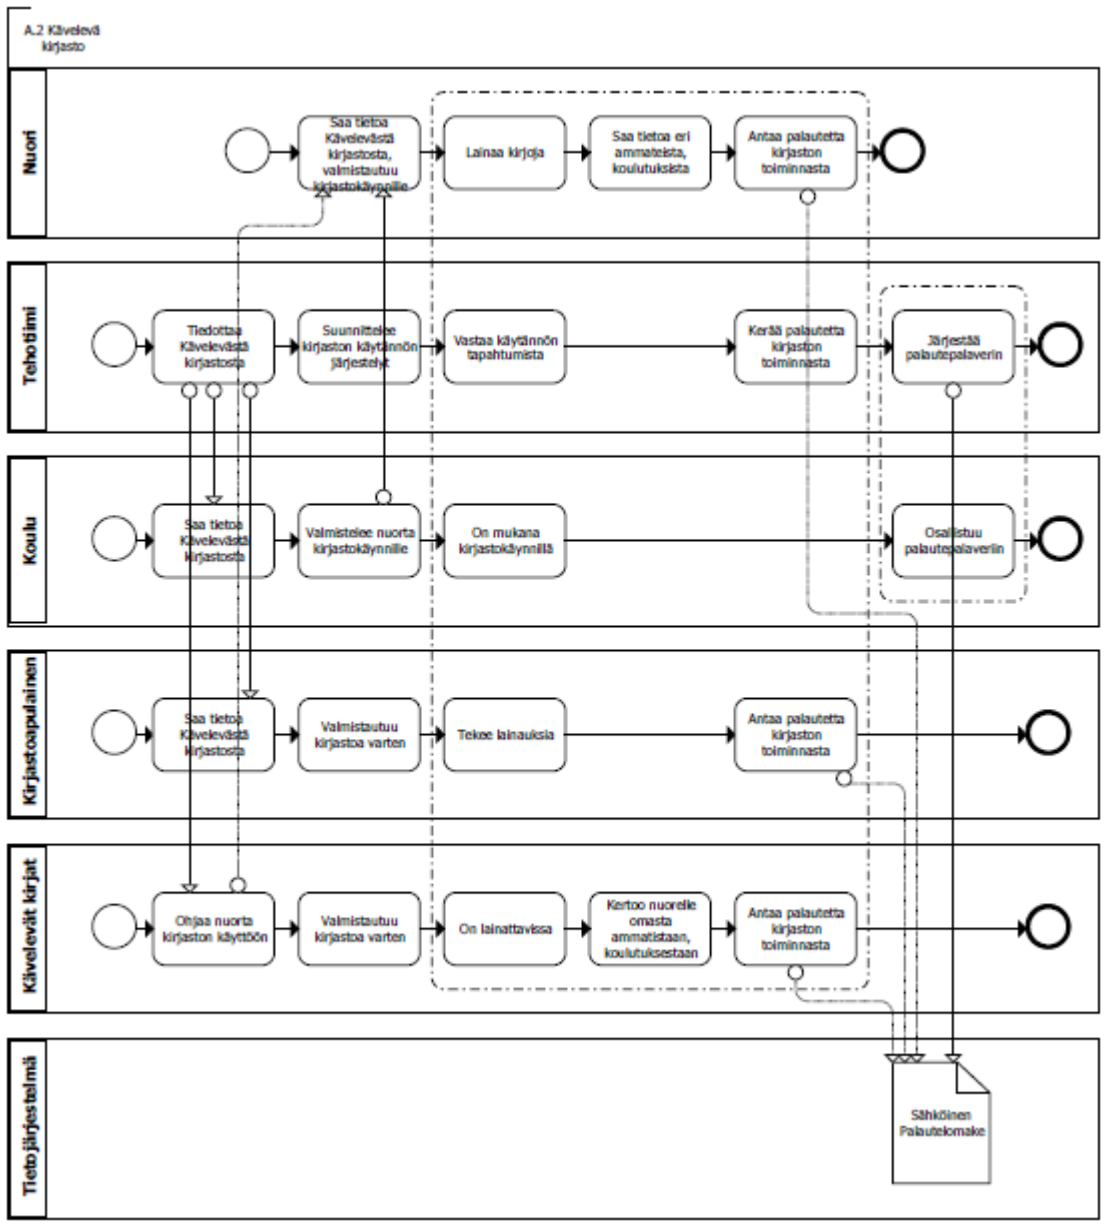 A.2 Kävelevä
kirjasto
Nuori
Saa tietoa
Kävelevästä
kirjastosta,
valmistautuu
kirjastokäynnille
Lainaa kirjoja
Saa tietoa eri
ammateista,
koulutuksista
Antaa palautetta
kirjaston
toiminnasta
Tehotiimi
Tiedottaa
Kävelevästä
kirjastosta
Suunnittelee
kirjaston käytännön
järjestelyt
Vastaa käytännön
tapahtumista
Kerää palautetta
kirjaston
toiminnasta
Järjestää
palautepalaverin
Koulu
Saa tietoa
Kävelevästä
kirjastosta
Valmistelee nuorta
kirjastokäynnille
On mukana
kirjastokäynnillä
Osallistuu
palautepalaveriin
Kirjastoapulainen
Saa tietoa
Kävelevästä
kirjastosta
Valmistautuu
kirjastoa varten
Tekee lainauksia
Antaa palautetta
kirjaston
toiminnasta
Kävelevät kirjat
Ohjaa nuorta
kirjaston käyttöön
Valmistautuu
kirjastoa varten
On lainattavissa
Kertoo nuorelle
omasta
ammatistaan,
koulutuksestaan
Antaa palautetta
kirjaston
toiminnasta
Tietojärjestelmä
Sähköinen
Palautelomake